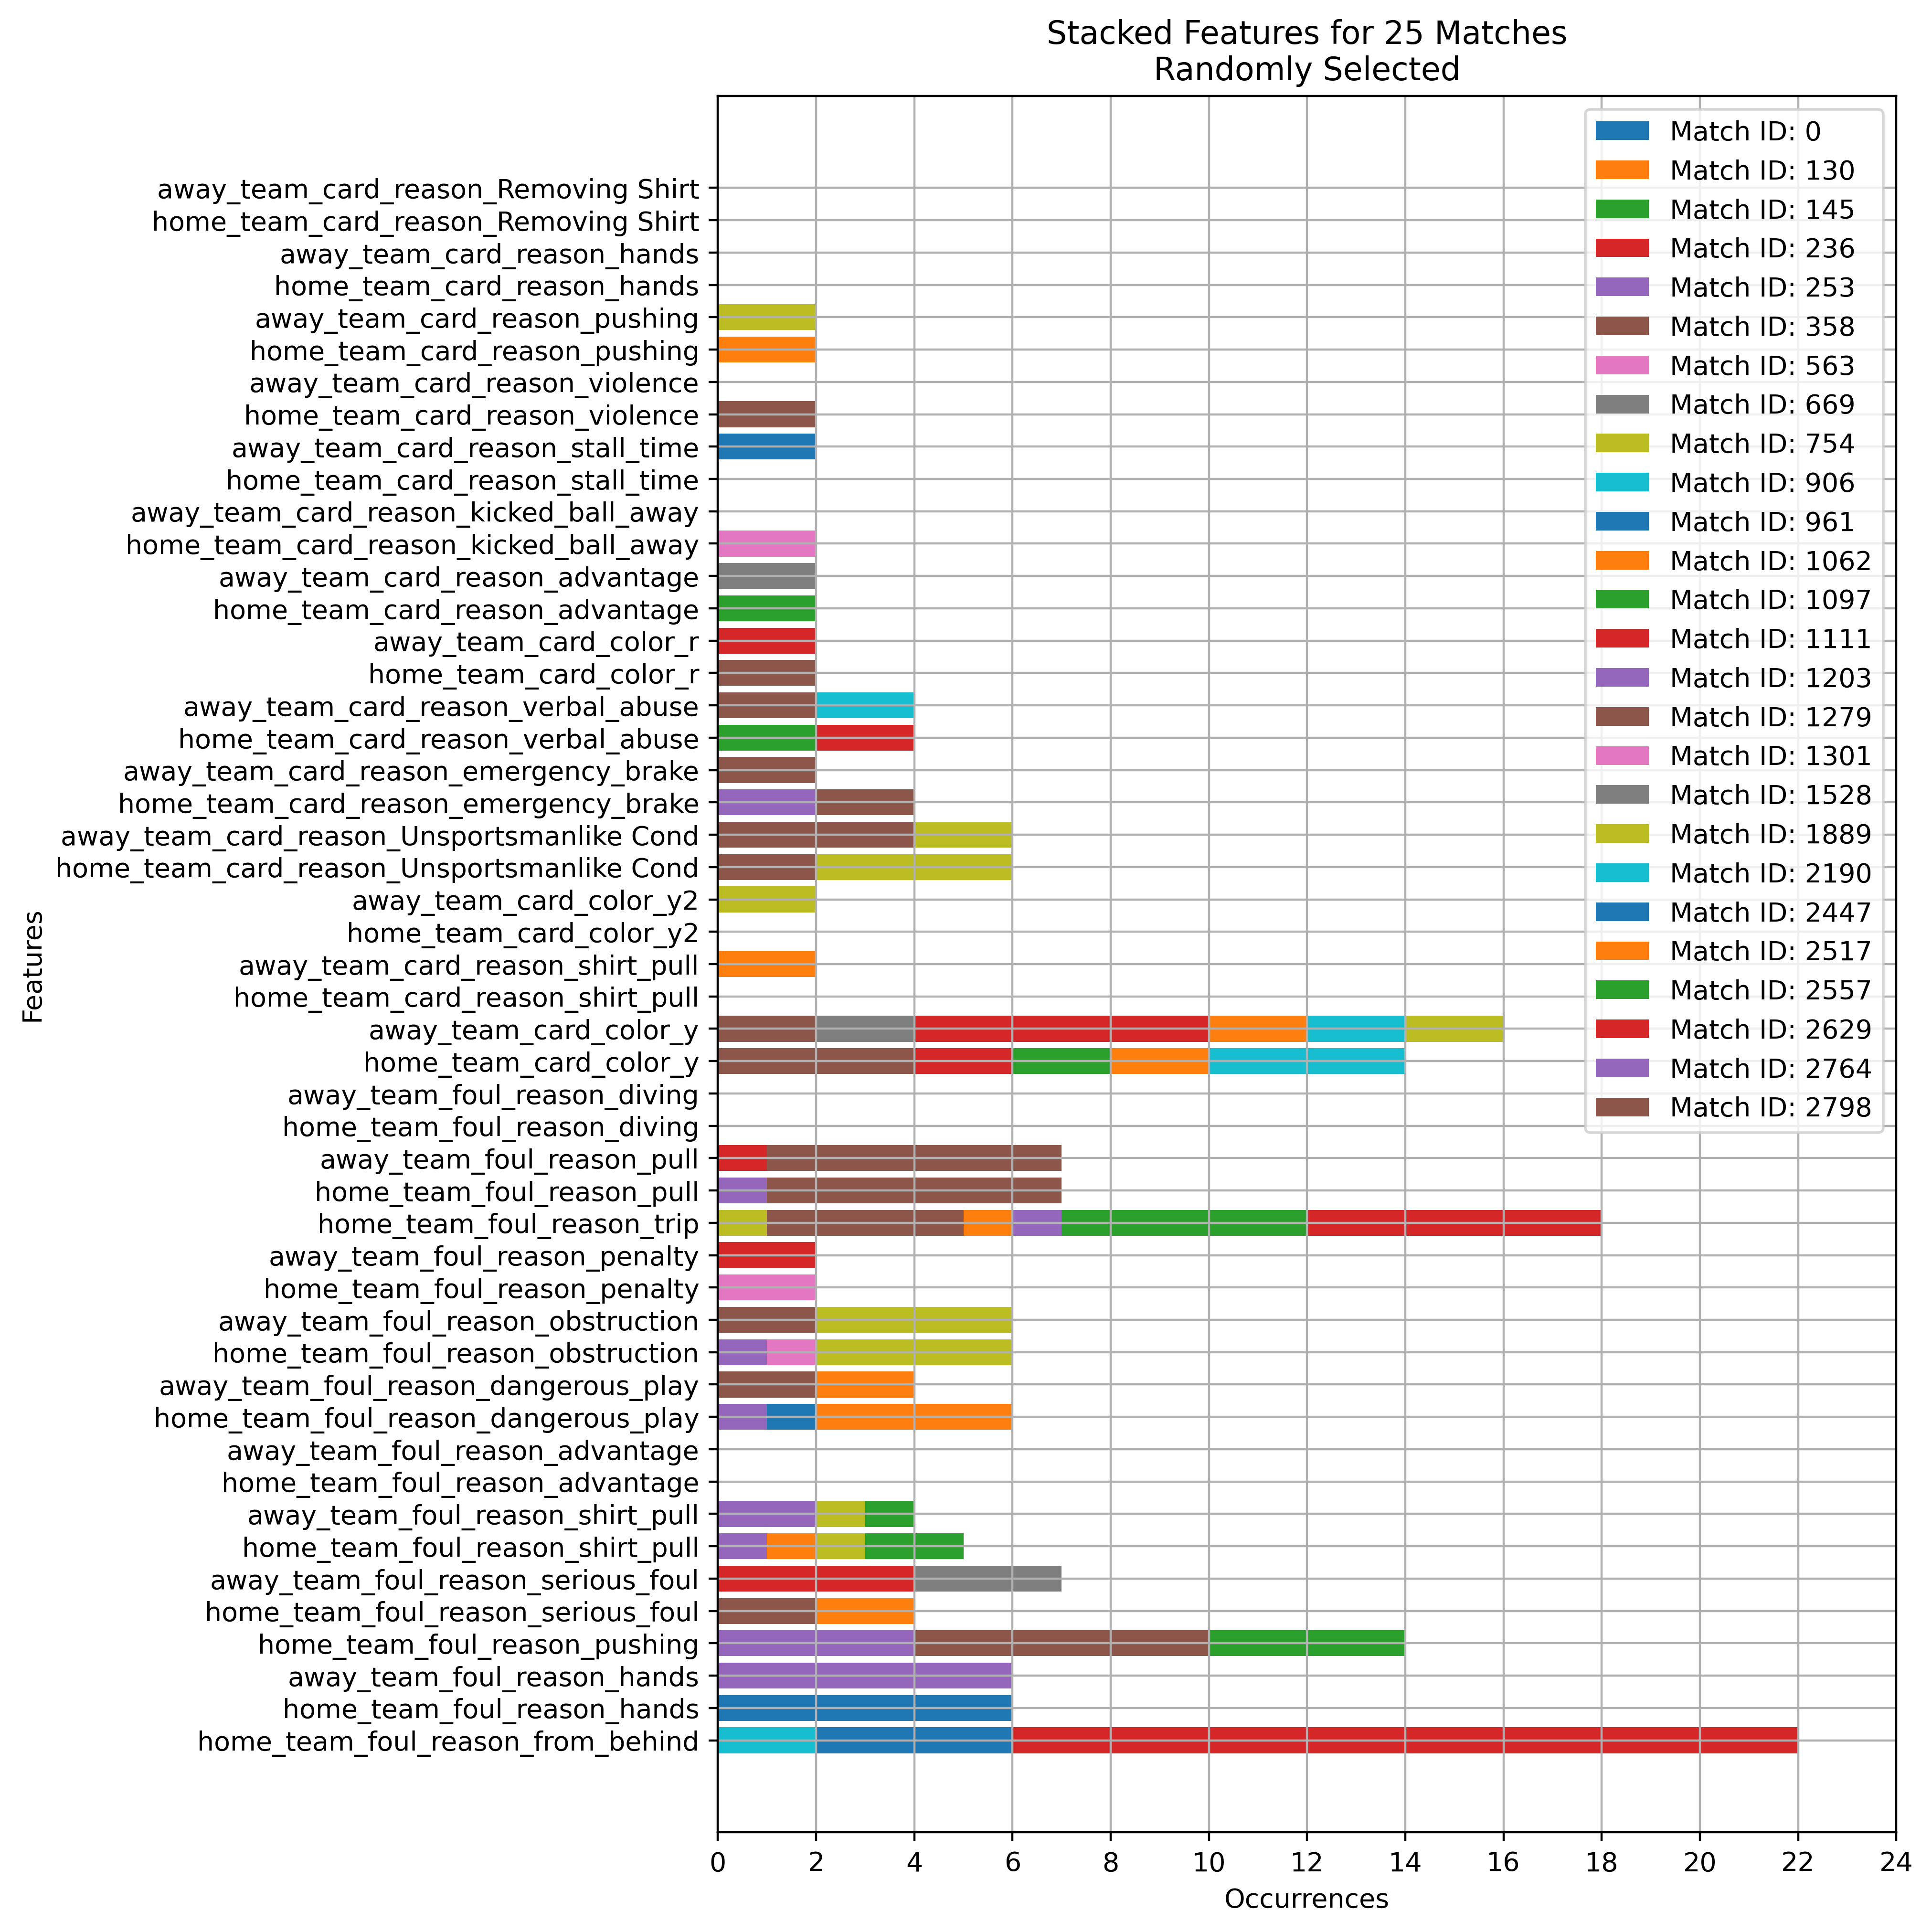 Stacked Features for 25 Matches
Randomly Selected
away_team_card_reason_Removing Shirt
home_team_card_reason_Removing Shirt
away_team_card_reason_hands
home_team_card_reason_hands
away_team_card_reason_pushing
home_team_card_reason_pushing
away_team_card_reason_violence
home_team_card_reason_violence
away_team_card_reason_stall_time
home_team_card_reason_stall_time
away_team_card_reason_kicked_ball_away
home_team_card_reason_kicked_ball_away
away_team_card_reason_advantage
home_team_card_reason_advantage
away_team_card_color_r
home_team_card_color_r
away_team_card_reason_verbal_abuse
home_team_card_reason_verbal_abuse
away_team_card_reason_emergency_brake
home_team_card_reason_emergency_brake
away_team_card_reason_Unsportsmanlike Cond
home_team_card_reason_Unsportsmanlike Cond
away_team_card_color_y2
home_team_card_color_y2
away_team_card_reason_shirt_pull
home_team_card_reason_shirt_pull
away_team_card_color_y
home_team_card_color_y
away_team_foul_reason_diving
home_team_foul_reason_diving
away_team_foul_reason_pull
home_team_foul_reason_pull
home_team_foul_reason_trip
away_team_foul_reason_penalty
home_team_foul_reason_penalty
away_team_foul_reason_obstruction
home_team_foul_reason_obstruction
away_team_foul_reason_dangerous_play
home_team_foul_reason_dangerous_play
away_team_foul_reason_advantage
home_team_foul_reason_advantage
away_team_foul_reason_shirt_pull
home_team_foul_reason_shirt_pull
away_team_foul_reason_serious_foul
home_team_foul_reason_serious_foul
home_team_foul_reason_pushing
away_team_foul_reason_hands
home_team_foul_reason_hands
home_team_foul_reason_from_behind
Features
Match ID: 0
Match ID: 130
Match ID: 145
Match ID: 236
Match ID: 253
Match ID: 358
Match ID: 563
Match ID: 669
Match ID: 754
Match ID: 906
Match ID: 961
Match ID: 1062
Match ID: 1097
Match ID: 1111
Match ID: 1203
Match ID: 1279
Match ID: 1301
Match ID: 1528
Match ID: 1889
Match ID: 2190
Match ID: 2447
Match ID: 2517
Match ID: 2557
Match ID: 2629
Match ID: 2764
Match ID: 2798
0 2 4 6 8 10 12 14 16 18 20 22 24
Occurrences